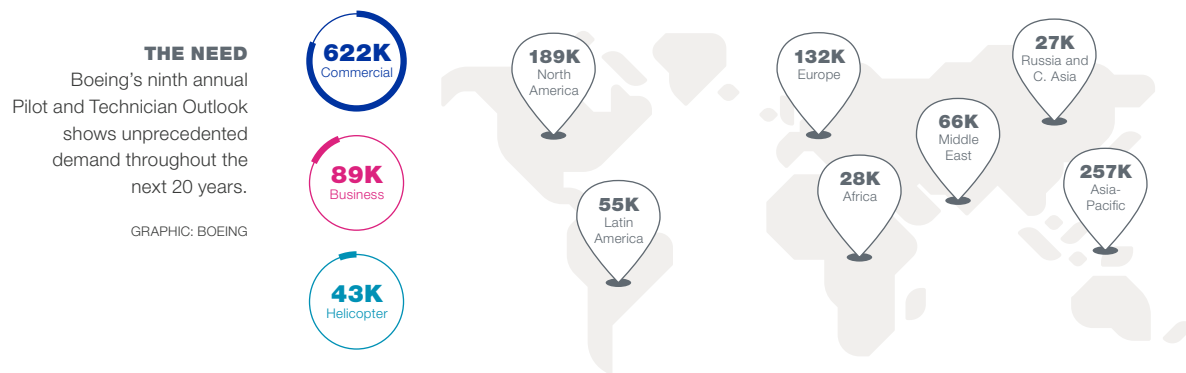 THE NEED
Boeing's ninth annual
Pilot and Technician Outlook
shows unprecedented
demand throughout the
next 20 years.
GRAPHIC: BOEING
622K
Commercial
89K
Business
43K
Helicopter
189K
North
America
55K
Latin
America
132K
Europe
28K
Africa
66K
Middle
East
27K
Russia and
C. Asia
257K
Asia-
Pacific